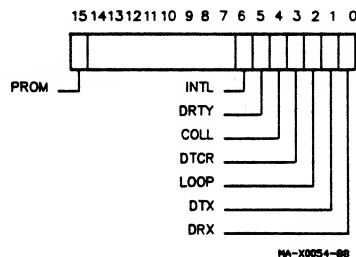 15 14 13 12 11 10 9 8 7 6 5 4 3 2 1 0
PROM INTL
DRTY
COLL
DTCR
LOOP
DTX
DRX
MA-X0054-88